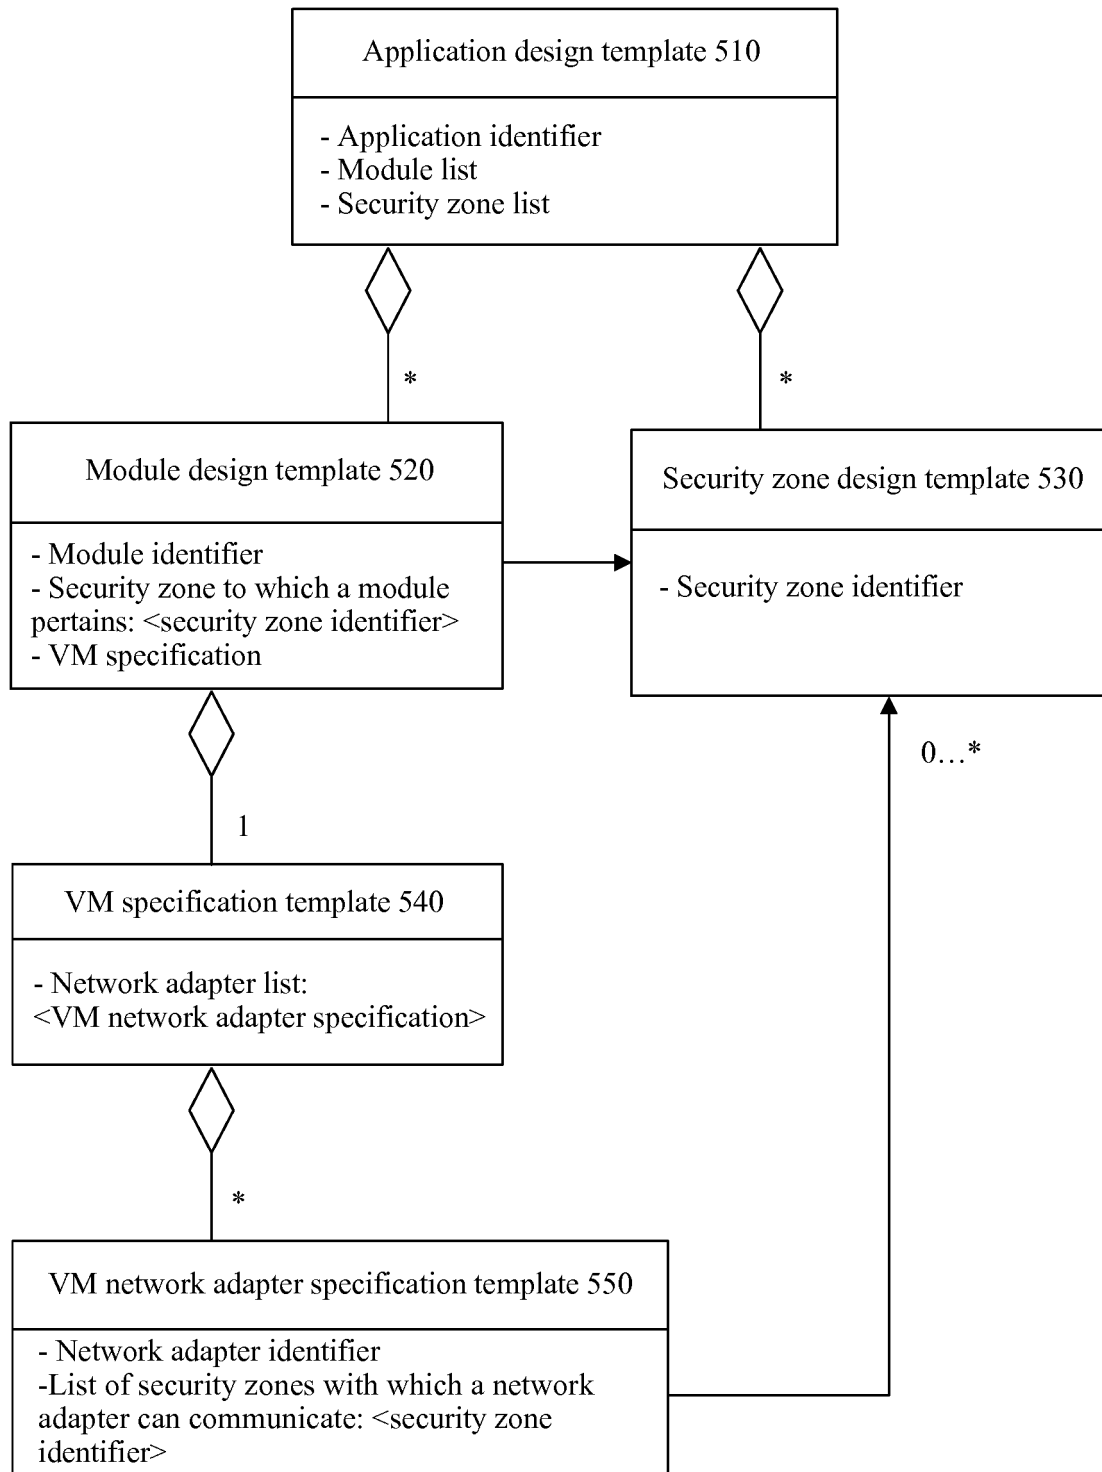 Application design template 510
- Application identifier
- Module list
- Security zone list
*
*
Module design template 520
- Module identifier
- Security zone to which a module
pertains: <security zone identifier>
- VM specification
Security zone design template 530
- Security zone identifier
0…*
1
VM specification template 540
- Network adapter list:
<VM network adapter specification>
*
VM network adapter specification template 550
- Network adapter identifier
-List of security zones with which a network
adapter can communicate: <security zone
identifier>